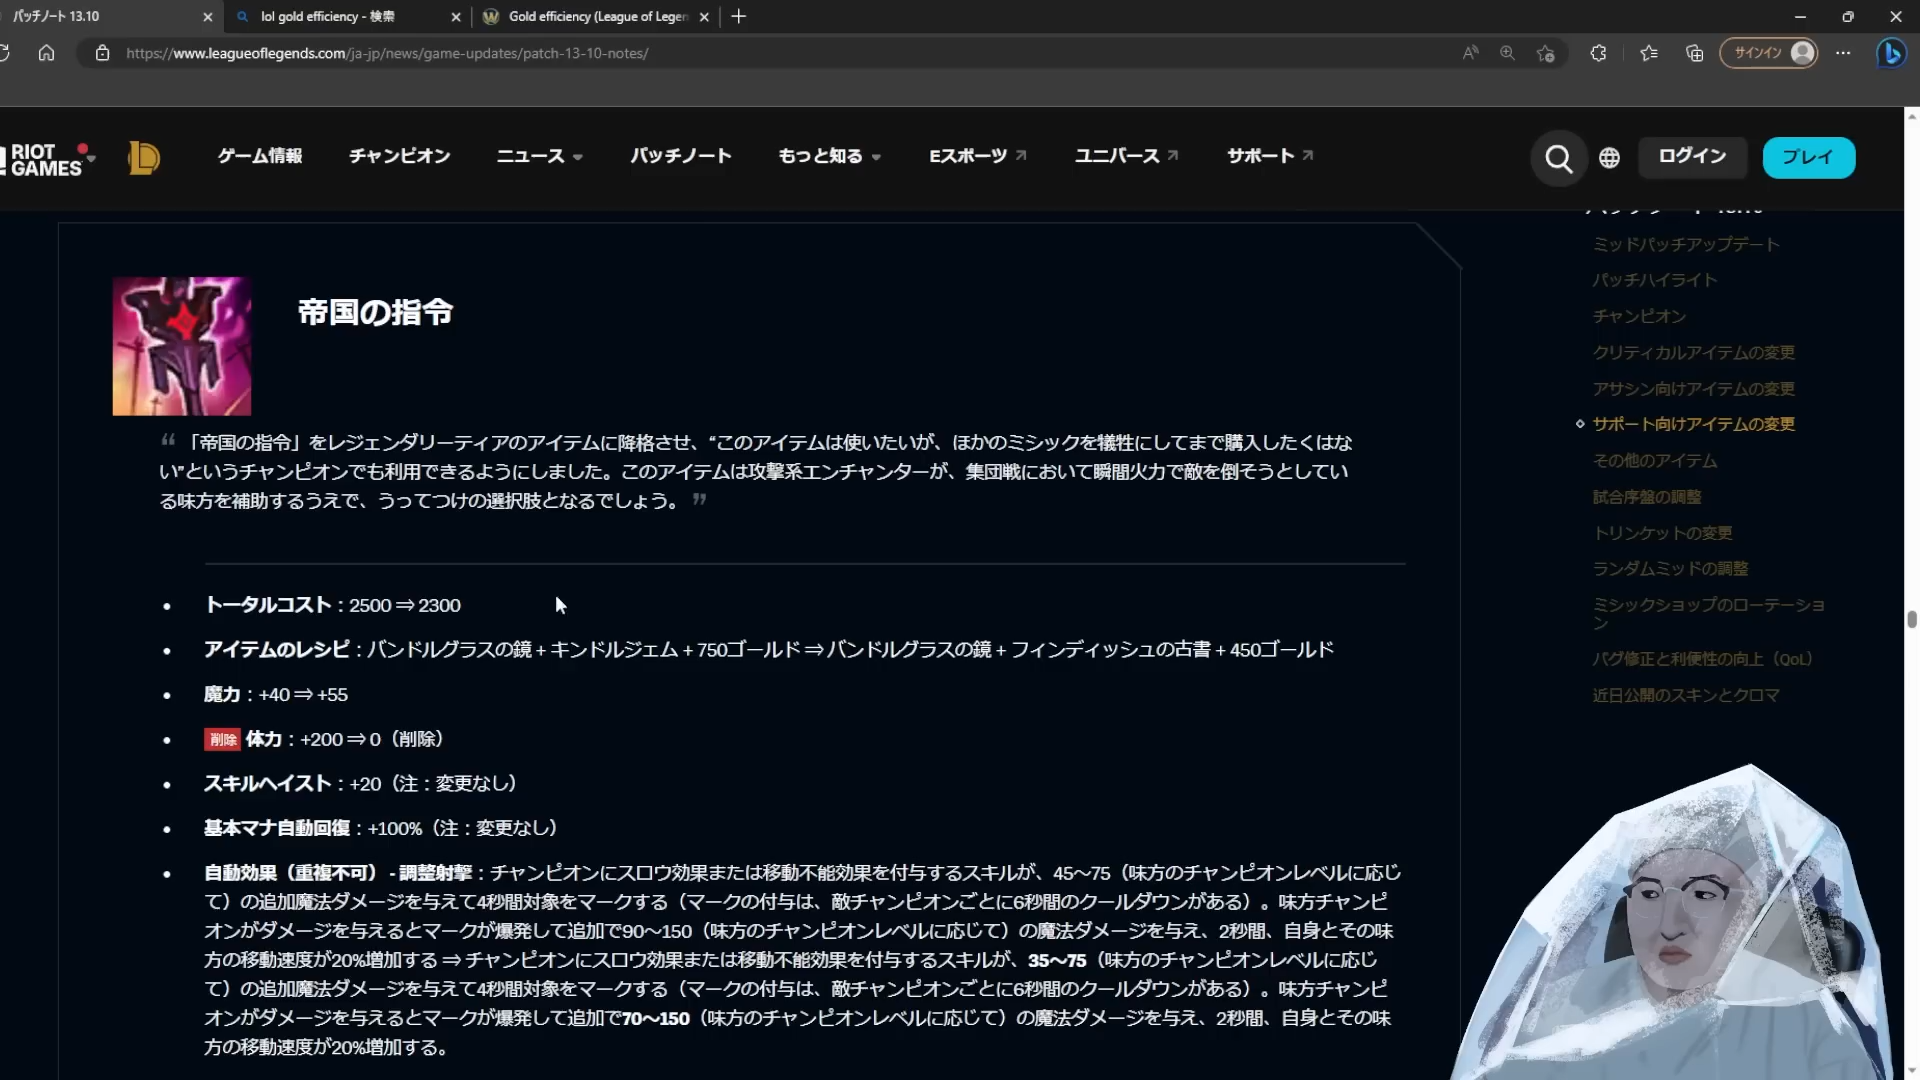 パッチノート 13.10
lol gold efficiency - 検索
Gold efficiency (League of Legen
https://www.leagueoflegends.com/ja-jp/news/game-updates/patch-13-10-notes/
サインイン
RIOT
GAMES
ゲーム情報
チャンピオン
ニュース
パッチノート
もっと知る
Eスポーツ
ユニバース
サポート
ログイン
プレイ
帝国の指令
“「帝国の指令」をレジェンダリーティアのアイテムに降格させ、“このアイテムは使いたいが、ほかのミシックを犠牲にしてまで購入したくはな
い”というチャンピオンでも利用できるようにしました。このアイテムは攻撃系エンチャンターが、集団戦において瞬間火力で敵を倒そうとしてい
る味方を補助するうえで、うってつけの選択肢となるでしょう。”
• トータルコスト：2500 ⇒ 2300
• アイテムのレシピ：バンドルグラスの鏡 + キンドルジェム + 750ゴールド ⇒ バンドルグラスの鏡 + フィンディッシュの古書 + 450ゴールド
• 魔力：+40 ⇒ +55
• 削除 体力：+200 ⇒ 0（削除）
• スキルヘイスト：+20（注：変更なし）
• 基本マナ自動回復：+100%（注：変更なし）
• 自動効果（重複不可） - 調整射撃：チャンピオンにスロウ効果または移動不能効果を付与するスキルが、45～75（味方のチャンピオンレベルに応じ
て）の追加魔法ダメージを与えて4秒間対象をマークする（マークの付与は、敵チャンピオンごとに6秒間のクールダウンがある）。味方チャンピ
オンがダメージを与えるとマークが爆発して追加で90～150（味方のチャンピオンレベルに応じて）の魔法ダメージを与え、2秒間、自身とその味
方の移動速度が20%増加する ⇒ チャンピオンにスロウ効果または移動不能効果を付与するスキルが、35～75（味方のチャンピオンレベルに応じ
て）の追加魔法ダメージを与えて4秒間対象をマークする（マークの付与は、敵チャンピオンごとに6秒間のクールダウンがある）。味方チャンピ
オンがダメージを与えるとマークが爆発して追加で70～150（味方のチャンピオンレベルに応じて）の魔法ダメージを与え、2秒間、自身とその味
方の移動速度が20%増加する。
ミッドパッチアップデート
パッチハイライト
チャンピオン
クリティカルアイテムの変更
アサシン向けアイテムの変更
サポート向けアイテムの変更
その他のアイテム
試合序盤の調整
トリンケットの変更
ランダムミッドの調整
ミシックショップのローテーショ
ン
バグ修正と利便性の向上（QoL）
近日公開のスキンとクロマ